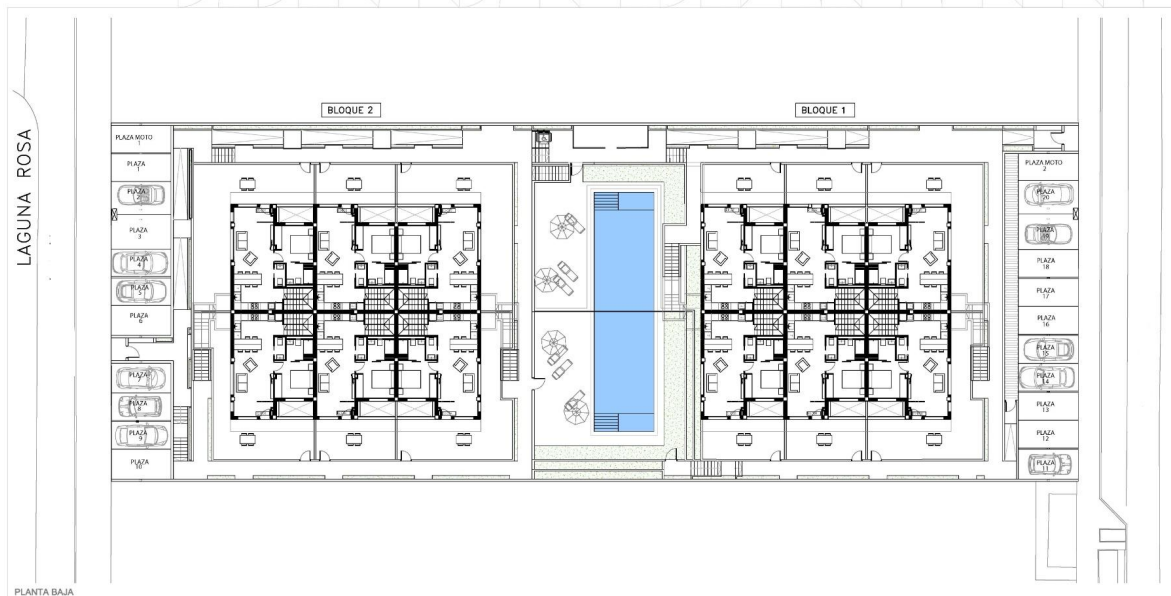 BLOQUE 2
BLOQUE 1
LAGUNA ROSA
PLAZA MOTO
1
PLAZA
1
PLAZA
2
PLAZA
3
PLAZA
4
PLAZA
5
PLAZA
6
PLAZA
7
PLAZA
8
PLAZA
9
PLAZA
10
PLAZA MOTO
2
PLAZA
20
PLAZA
19
PLAZA
18
PLAZA
17
PLAZA
16
PLAZA
15
PLAZA
14
PLAZA
13
PLAZA
12
PLAZA
11
PLANTA BAJA